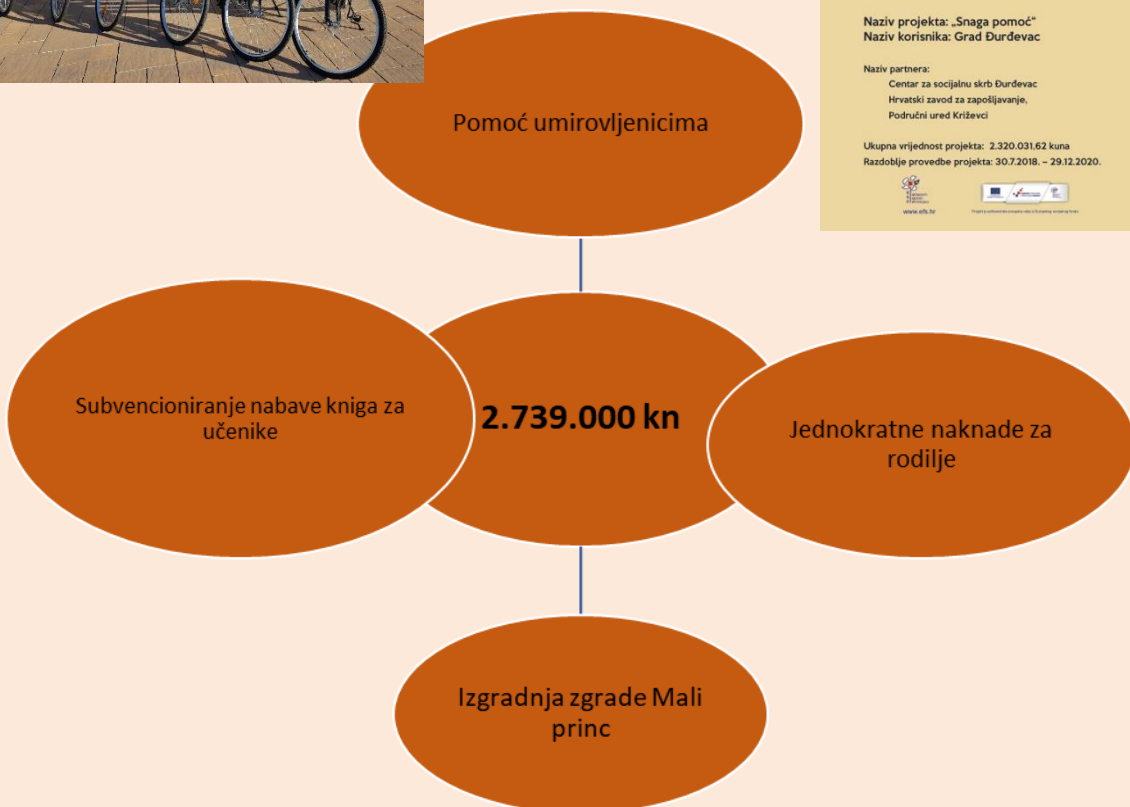 Naziv projekta: „Snaga pomoć“
Naziv korisnika: Grad Đurđevac
Naziv partnera:
Centar za socijalnu skrb Đurđevac
Hrvatski zavod za zapošljavanje,
Područni ured Križevci
Ukupna vrijednost projekta: 2.320.031,62 kuna
Razdoblje provedbe projekta: 30.7.2018. – 29.12.2020.
www.esf.hr
Pomoć umirovljenicima
Subvencioniranje nabave kniga za
učenike
2.739.000 kn
Jednokratne naknade za
rodilje
Izgradnja zgrade Mali
princ